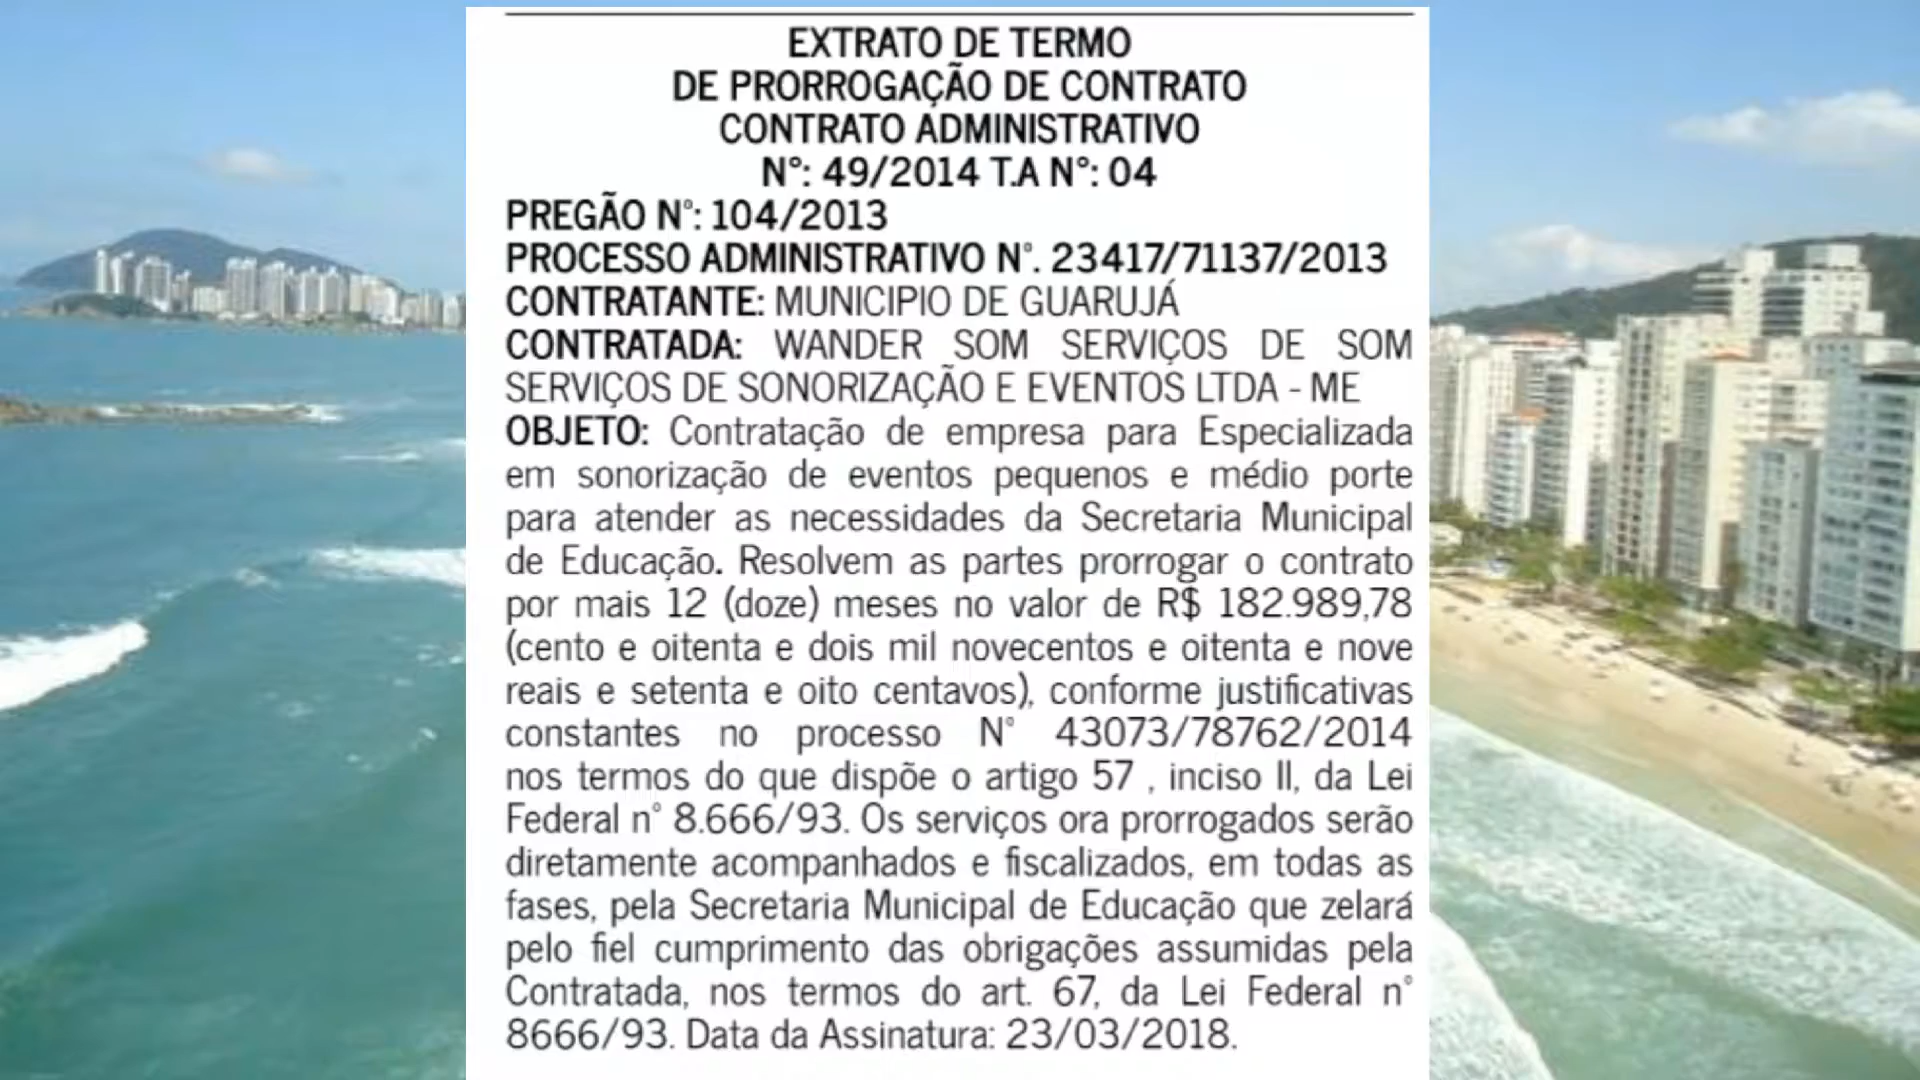 EXTRATO DE TERMO
DE PRORROGAÇÃO DE CONTRATO
CONTRATO ADMINISTRATIVO
N°: 49/2014 T.A N°: 04
PREGÃO N°: 104/2013
PROCESSO ADMINISTRATIVO N°. 23417/71137/2013
CONTRATANTE: MUNICIPIO DE GUARUJÁ
CONTRATADA: WANDER SOM SERVIÇOS DE SOM
SERVIÇOS DE SONORIZAÇÃO E EVENTOS LTDA - ME
OBJETO: Contratação de empresa para Especializada
em sonorização de eventos pequenos e médio porte
para atender as necessidades da Secretaria Municipal
de Educação. Resolvem as partes prorrogar o contrato
por mais 12 (doze) meses no valor de R$ 182.989,78
(cento e oitenta e dois mil novecentos e oitenta e nove
reais e setenta e oito centavos), conforme justificativas
constantes no processo N° 43073/78762/2014
nos termos do que dispõe o artigo 57 , inciso II, da Lei
Federal n° 8.666/93. Os serviços ora prorrogados serão
diretamente acompanhados e fiscalizados, em todas as
fases, pela Secretaria Municipal de Educação que zelará
pelo fiel cumprimento das obrigações assumidas pela
Contratada, nos termos do art. 67, da Lei Federal n°
8666/93. Data da Assinatura: 23/03/2018.